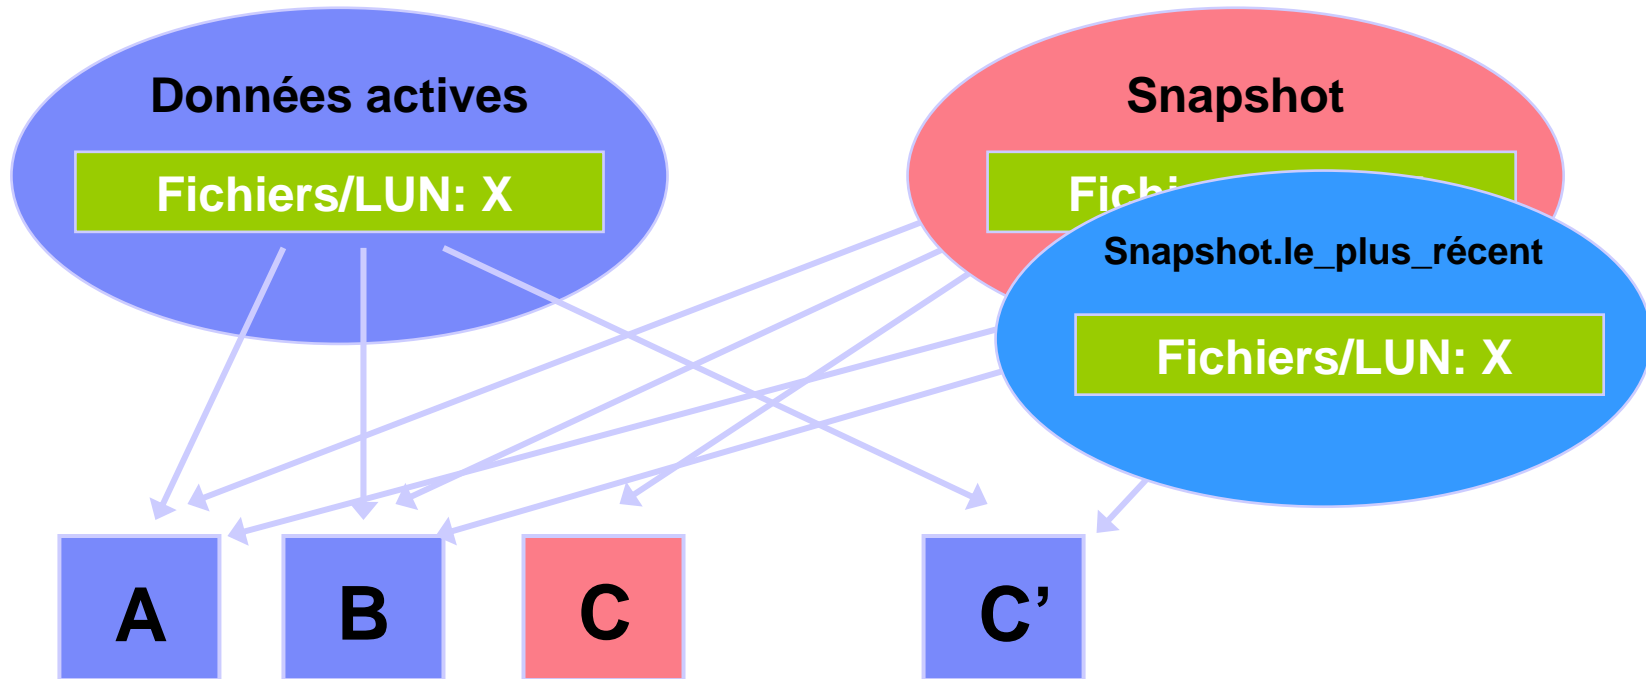 Données actives
Snapshot
Fichiers/LUN: X
Snapshot.le_plus_récent
Fichiers/LUN: X
A
B
C
C’